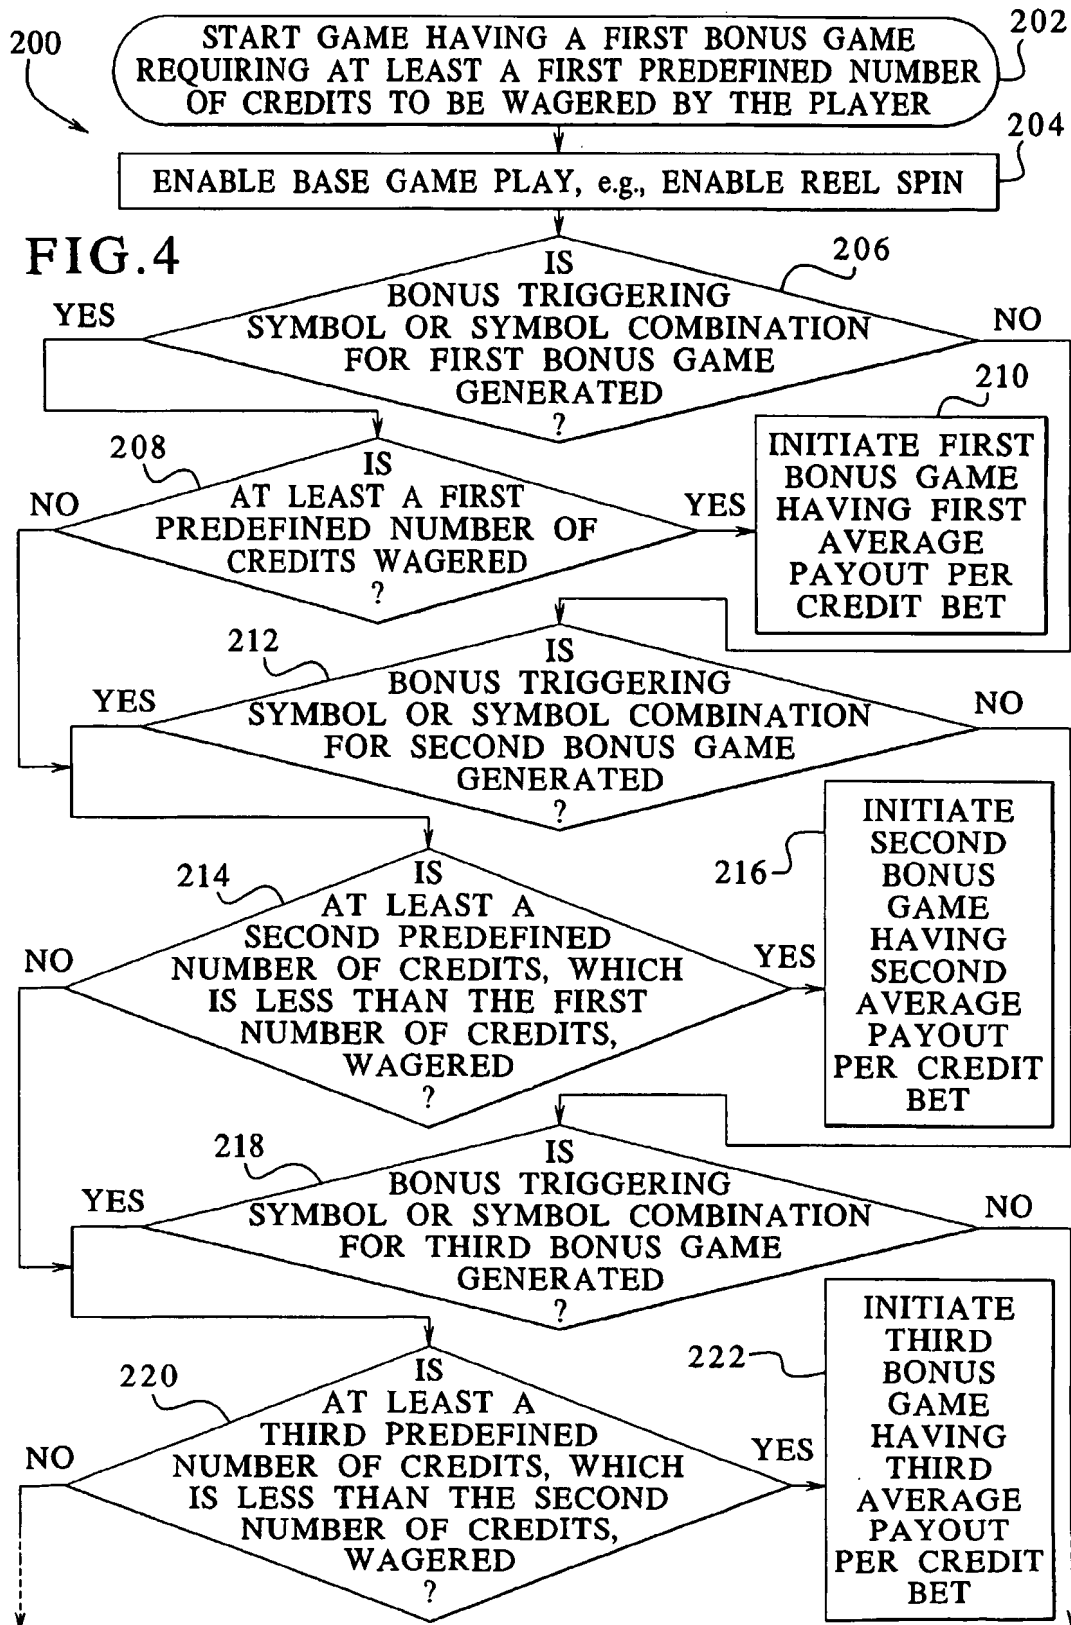 200
START GAME HAVING A FIRST BONUS GAME
REQUIRING AT LEAST A FIRST PREDEFINED NUMBER
OF CREDITS TO BE WAGERED BY THE PLAYER
202
204
ENABLE BASE GAME PLAY, e.g., ENABLE REEL SPIN
FIG.4
206
IS
BONUS TRIGGERING
SYMBOL OR SYMBOL COMBINATION
FOR FIRST BONUS GAME
GENERATED
?
YES
NO
208
IS
AT LEAST A FIRST
PREDEFINED NUMBER OF
CREDITS WAGERED
?
NO
YES
210
INITIATE FIRST
BONUS GAME
HAVING FIRST
AVERAGE
PAYOUT PER
CREDIT BET
212
IS
BONUS TRIGGERING
SYMBOL OR SYMBOL COMBINATION
FOR SECOND BONUS GAME
GENERATED
?
YES
NO
214
IS
AT LEAST A
SECOND PREDEFINED
NUMBER OF CREDITS, WHICH
IS LESS THAN THE FIRST
NUMBER OF CREDITS,
WAGERED
?
NO
YES
216
INITIATE
SECOND
BONUS
GAME
HAVING
SECOND
AVERAGE
PAYOUT
PER CREDIT
BET
218
IS
BONUS TRIGGERING
SYMBOL OR SYMBOL COMBINATION
FOR THIRD BONUS GAME
GENERATED
?
YES
NO
220
IS
AT LEAST A
THIRD PREDEFINED
NUMBER OF CREDITS, WHICH
IS LESS THAN THE SECOND
NUMBER OF CREDITS,
WAGERED
?
NO
YES
222
INITIATE
THIRD
BONUS
GAME
HAVING
THIRD
AVERAGE
PAYOUT
PER CREDIT
BET